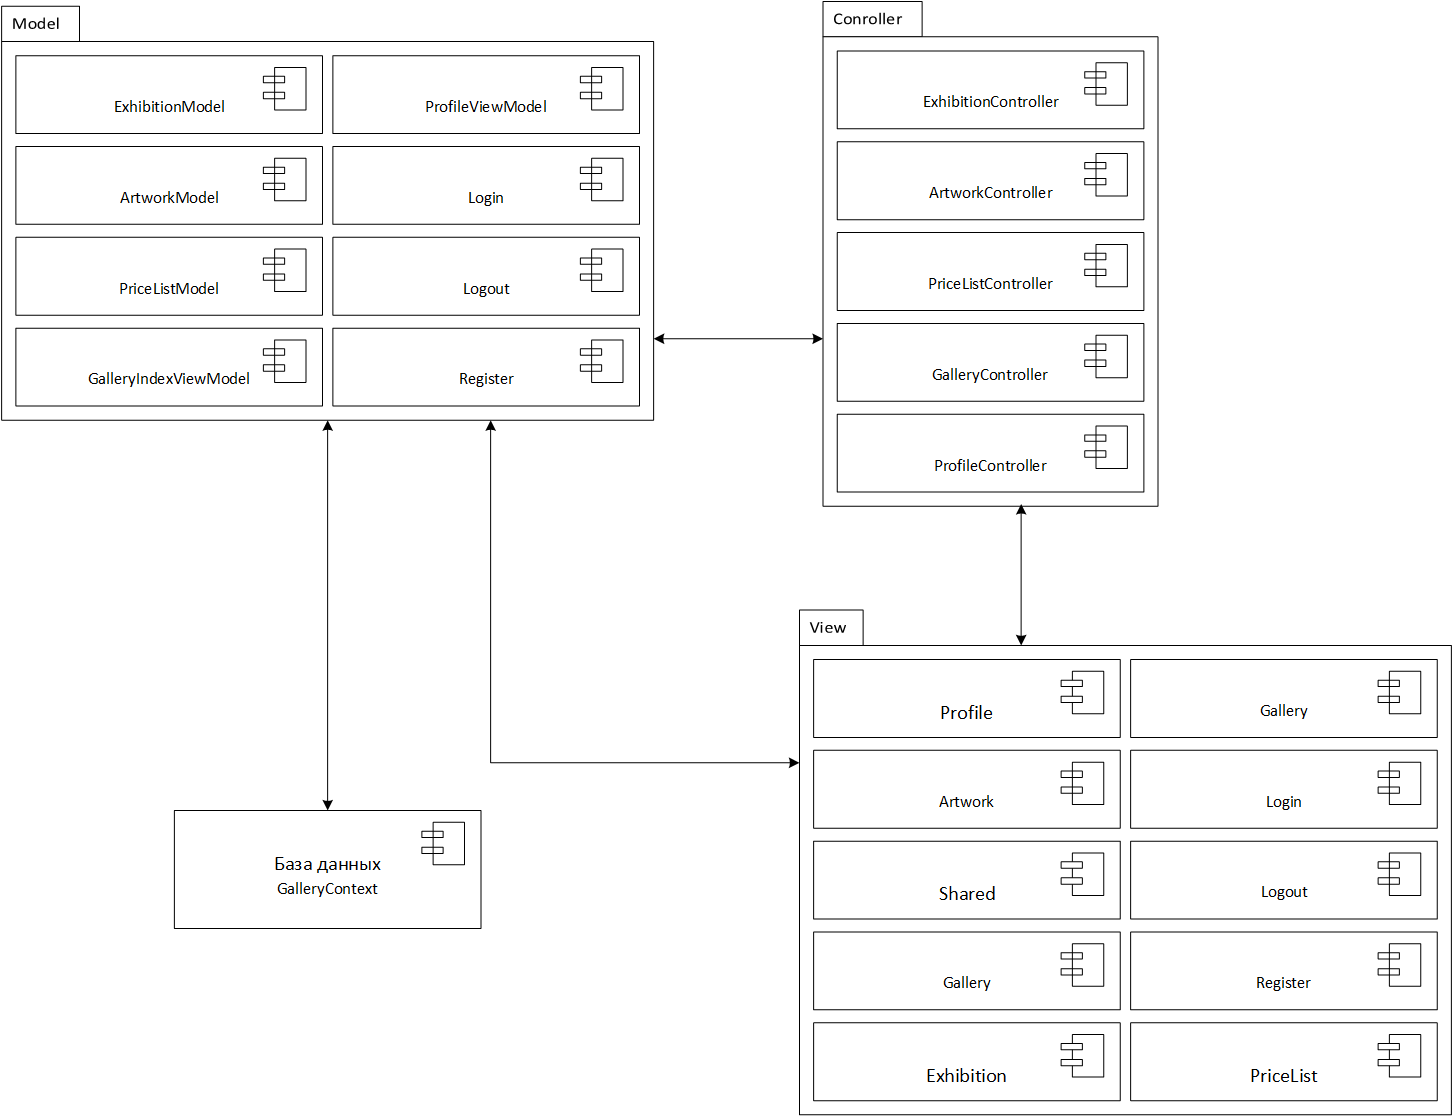 Model
ExhibitionModel
ProfileViewModel
ArtworkModel
Login
PriceListModel
Logout
GalleryIndexViewModel
Register
Conroller
ExhibitionController
ArtworkController
PriceListController
GalleryController
ProfileController
View
Profile
Gallery
Artwork
Login
Shared
Logout
Gallery
Register
Exhibition
PriceList
База данных
GalleryContext